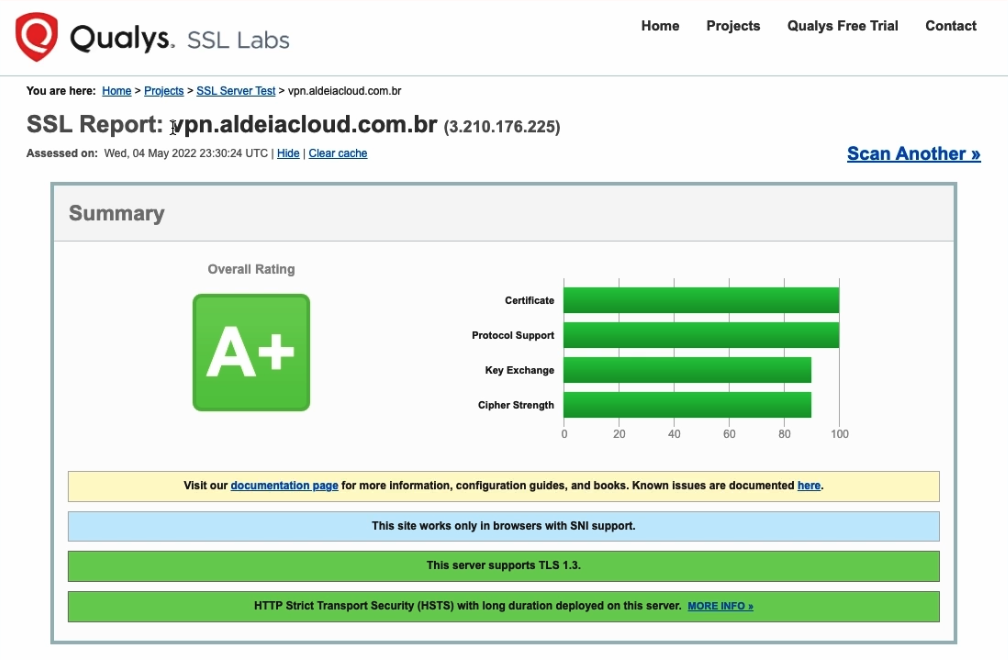 Qualys. SSL Labs
Home Projects Qualys Free Trial Contact
You are here: Home > Projects > SSL Server Test > vpn.aldeiacloud.com.br
SSL Report: vpn.aldeiacloud.com.br (3.210.176.225)
Assessed on: Wed, 04 May 2022 23:30:24 UTC | Hide | Clear cache
Scan Another »
Summary
Overall Rating
A+
Certificate
Protocol Support
Key Exchange
Cipher Strength
0 20 40 60 80 100
Visit our documentation page for more information, configuration guides, and books. Known issues are documented here.
This site works only in browsers with SNI support.
This server supports TLS 1.3.
HTTP Strict Transport Security (HSTS) with long duration deployed on this server. MORE INFO »